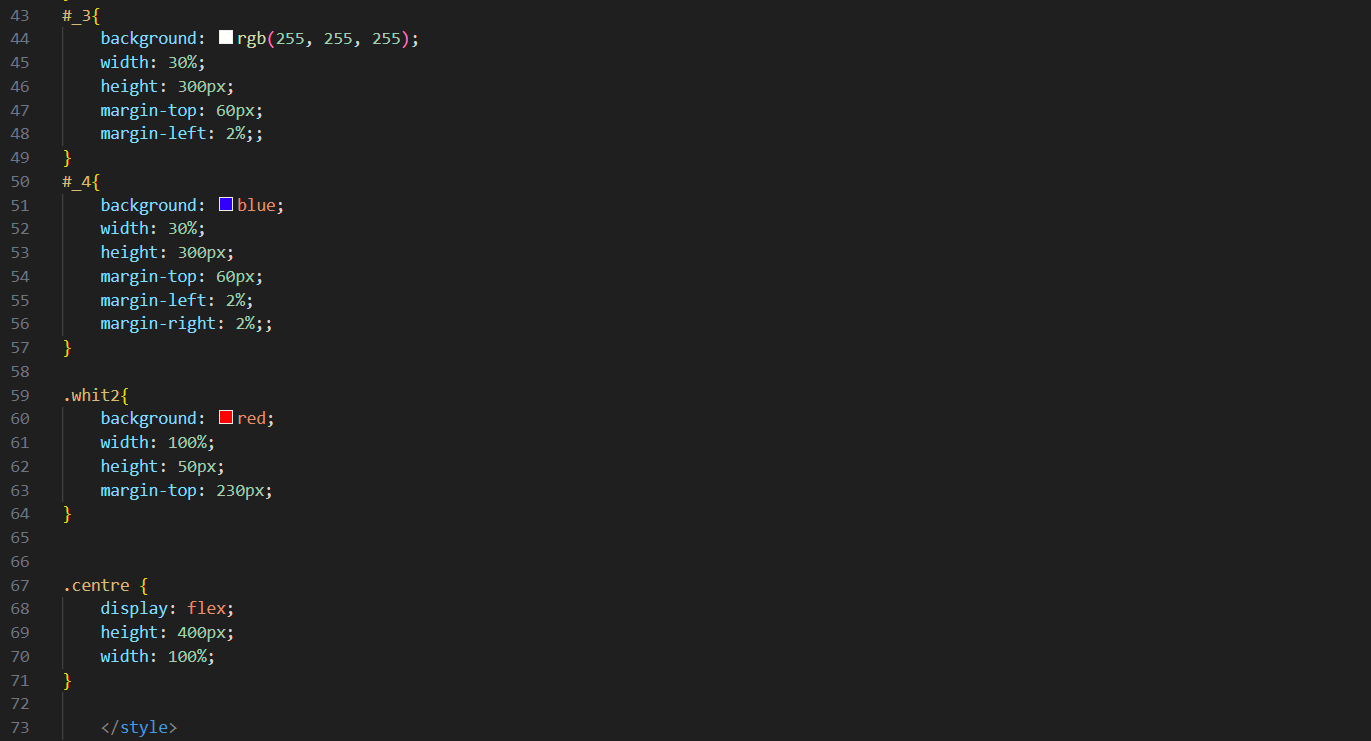 43 #_3{
44 background: rgb(255, 255, 255);
45 width: 30%;
46 height: 300px;
47 margin-top: 60px;
48 margin-left: 2%;;
49 }
50 #_4{
51 background: blue;
52 width: 30%;
53 height: 300px;
54 margin-top: 60px;
55 margin-left: 2%;
56 margin-right: 2%;;
57 }
58
59 .whit2{
60 background: red;
61 width: 100%;
62 height: 50px;
63 margin-top: 230px;
64 }
65
66
67 .centre {
68 display: flex;
69 height: 400px;
70 width: 100%;
71 }
72
73 </style>